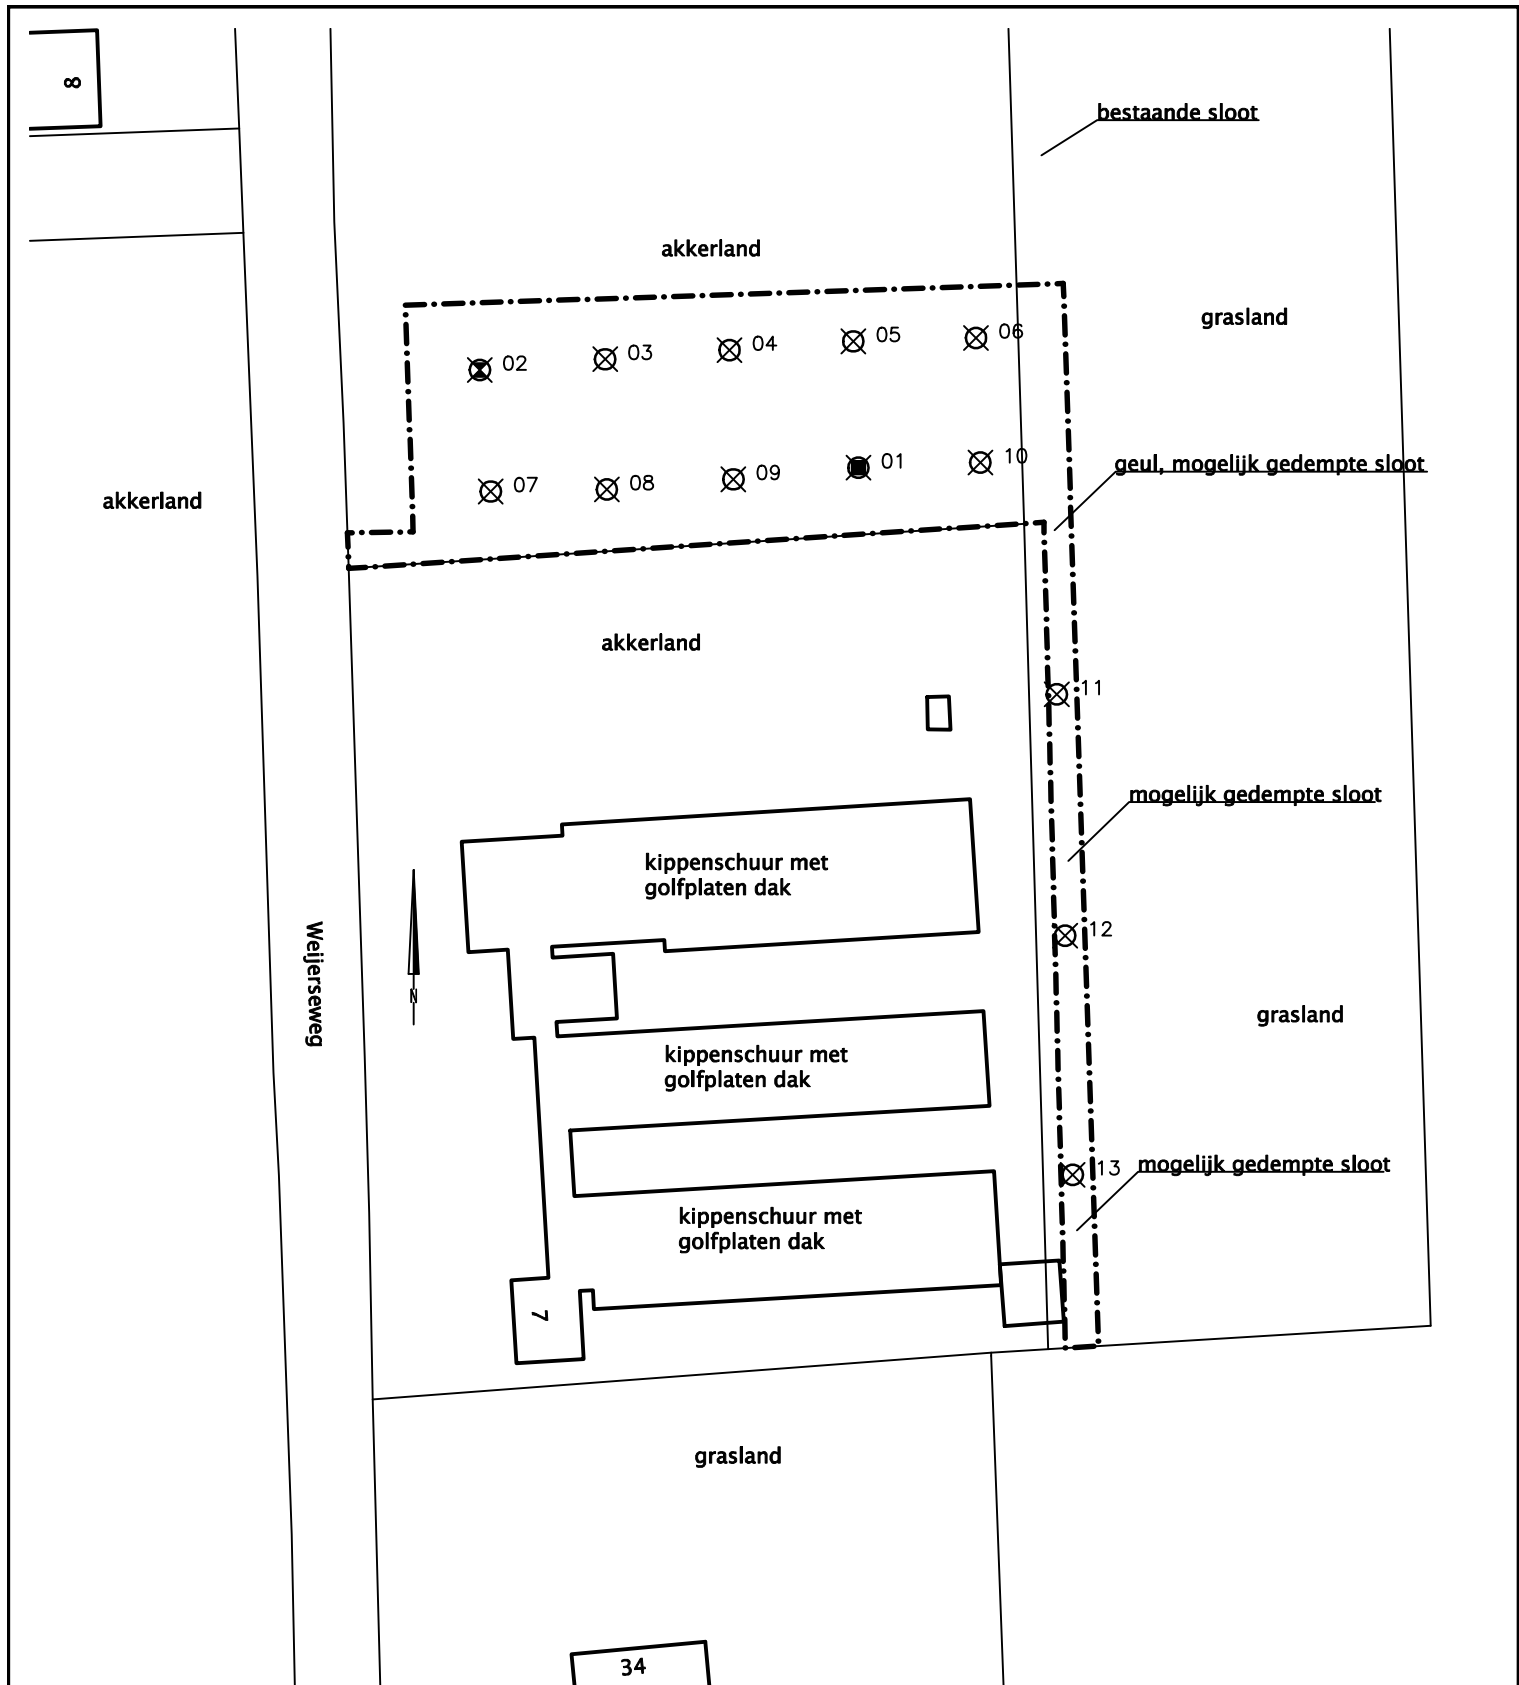 8
bestaande sloot
akkerland
grasland
02
03
04
05
06
07
08
09
01
10
geul, mogelijk gedempte sloot
akkerland
akkerland
11
mogelijk gedempte sloot
kippenschuur met
golfplaten dak
12
Weijerseweg
N
grasland
kippenschuur met
golfplaten dak
13
mogelijk gedempte sloot
kippenschuur met
golfplaten dak
7
grasland
34